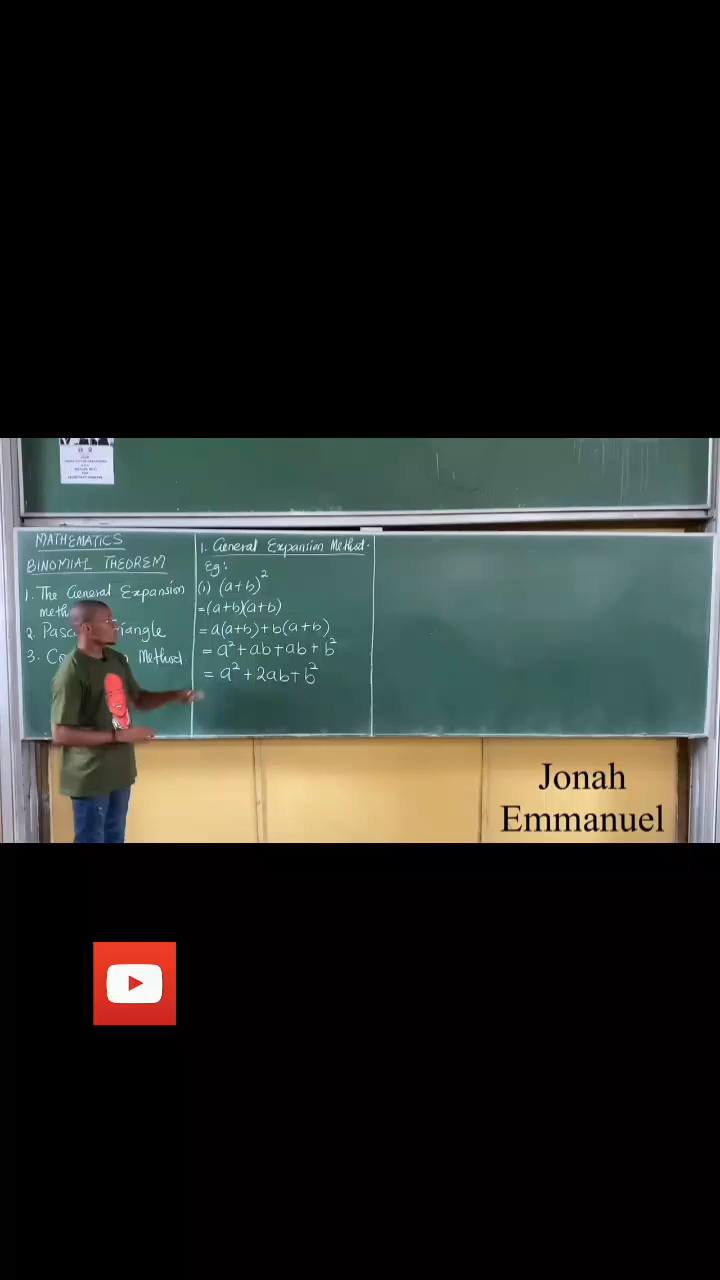 MATHEMATICS
BINOMIAL THEOREM
1. The General Expansion
2. Triangle
3. Method.
1. General Expansion Method.
Eg:
(i) (a+b)²
=(a+b)(a+b)
=a(a+b)+b(a+b)
= a²+ab+ab+b²
= a²+2ab+b²
Jonah
Emmanuel